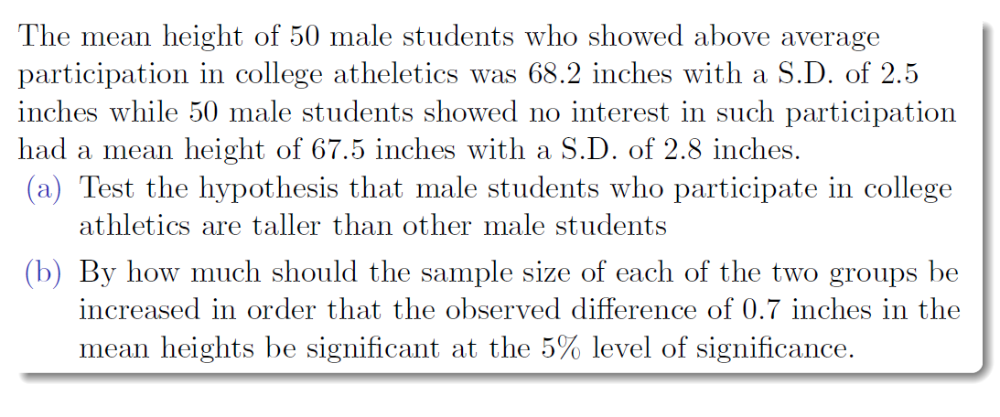 The mean height of 50 male students who showed above average
participation in college atheletics was 68.2 inches with a S.D. of 2.5
inches while 50 male students showed no interest in such participation
had a mean height of 67.5 inches with a S.D. of 2.8 inches.
(a) Test the hypothesis that male students who participate in college
athletics are taller than other male students
(b) By how much should the sample size of each of the two groups be
increased in order that the observed difference of 0.7 inches in the
mean heights be significant at the 5% level of significance.